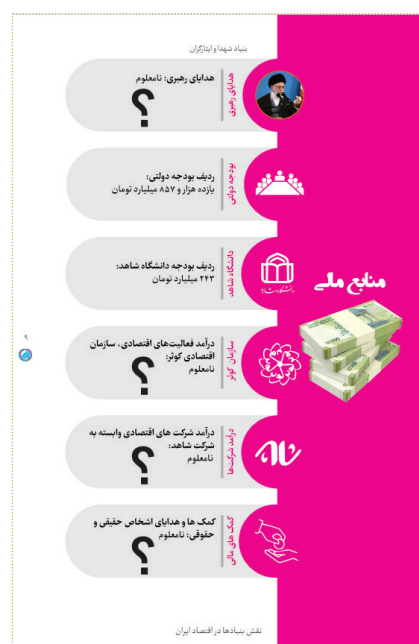 بنیاد شهدا و ایثارگران
منابع مالی
هدایای رهبری
هدایای رهبری: نامعلوم
؟
بودجه دولتی
ردیف بودجه دولتی:
یازده هزار و ۸۵۷ میلیارد تومان
دانشگاه شاهد
دانشگاه شاهد
ردیف بودجه دانشگاه شاهد:
۲۴۳ میلیارد تومان
سازمان کوثر
درآمد فعالیت‌های اقتصادی، سازمان
اقتصادی کوثر:
نامعلوم
؟
درآمد شرکت‌ها
درآمد شرکت های اقتصادی وابسته به
شرکت شاهد:
نامعلوم
؟
کمک های مالی
کمک ها و هدایای اشخاص حقیقی و
حقوقی: نامعلوم
؟
۹
نقش بنیادها در اقتصاد ایران